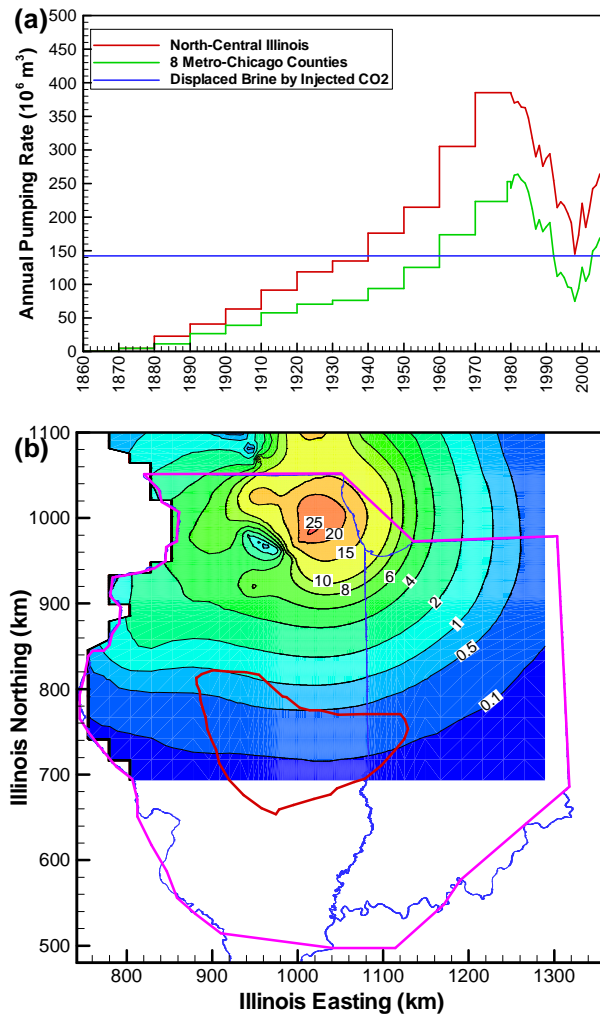 (a)
500
450
400
350
300
250
200
150
100
50
0
Annual Pumping Rate (10⁶ m³)
North-Central Illinois
8 Metro-Chicago Counties
Displaced Brine by Injected CO2
1860 1870 1880 1890 1900 1910 1920 1930 1940 1950 1960 1970 1980 1990 2000
(b)
1100
1000
900
800
700
600
500
Illinois Northing (km)
25
20
15
10
8
6
4
2
1
0.5
0.1
800 900 1000 1100 1200 1300
Illinois Easting (km)